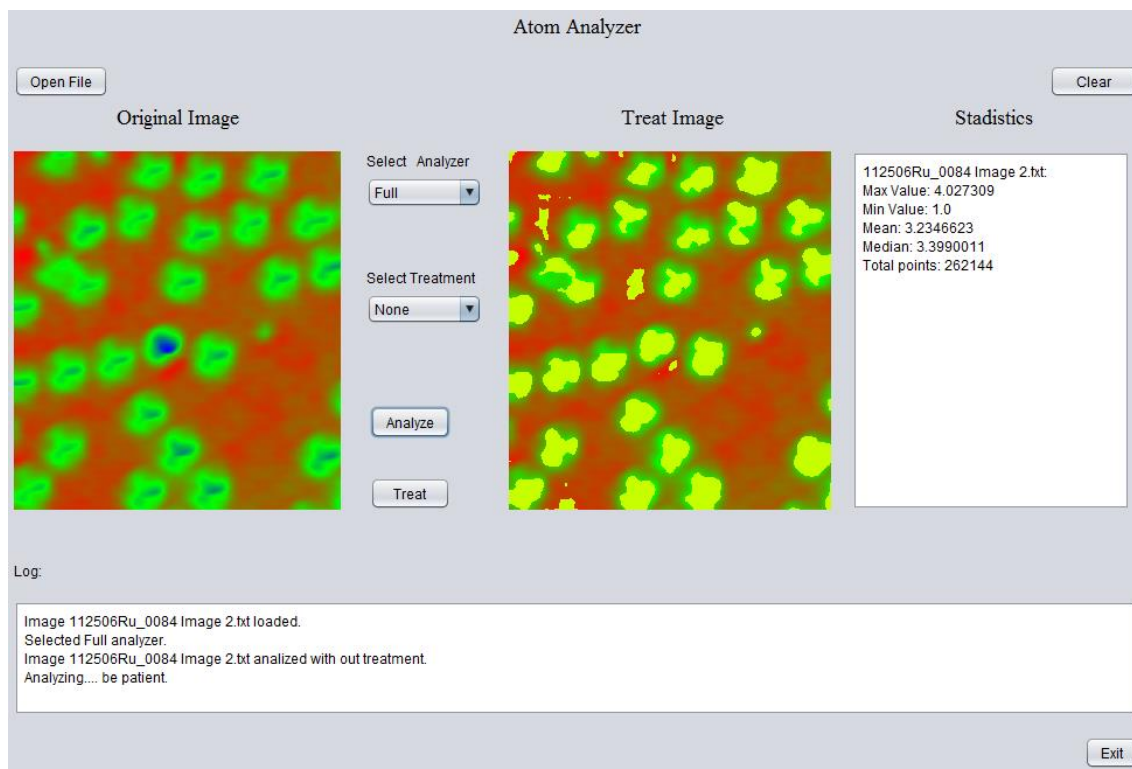 Atom Analyzer
Open File
Clear
Original Image
Treat Image
Stadistics
Select Analyzer
Full
Select Treatment
None
Analyze
Treat
112506Ru_0084 Image 2.txt:
Max Value: 4.027309
Min Value: 1.0
Mean: 3.2346623
Median: 3.3990011
Total points: 262144
Log:
Image 112506Ru_0084 Image 2.txt loaded.
Selected Full analyzer.
Image 112506Ru_0084 Image 2.txt analized with out treatment.
Analyzing.... be patient.
Exit